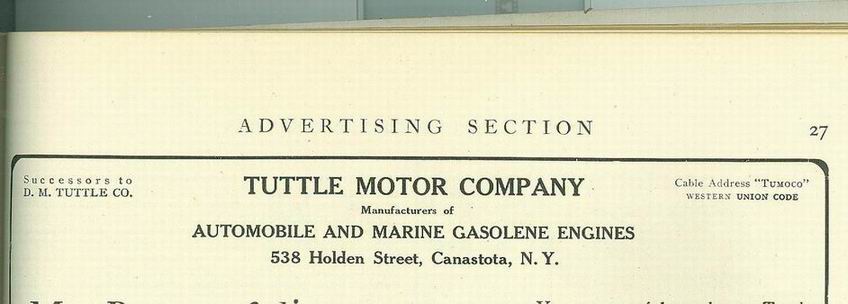 ADVERTISING SECTION 27
Successors to
D. M. TUTTLE CO.
TUTTLE MOTOR COMPANY
Cable Address "TUMOCO"
WESTERN UNION CODE
Manufacturers of
AUTOMOBILE AND MARINE GASOLENE ENGINES
538 Holden Street, Canastota, N. Y.